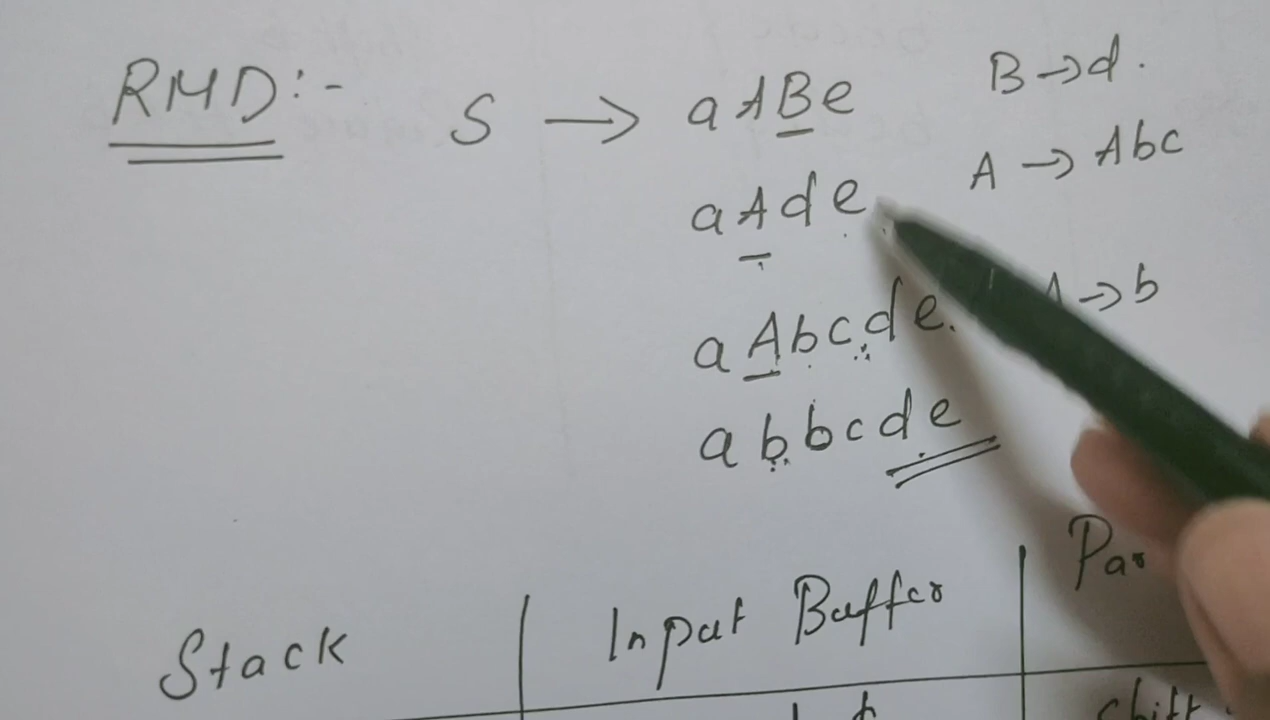 RMD:- S → aABe B→d.
aAde A → Abc
aAbcde. A→b
abbcde
Stack Input Buffer